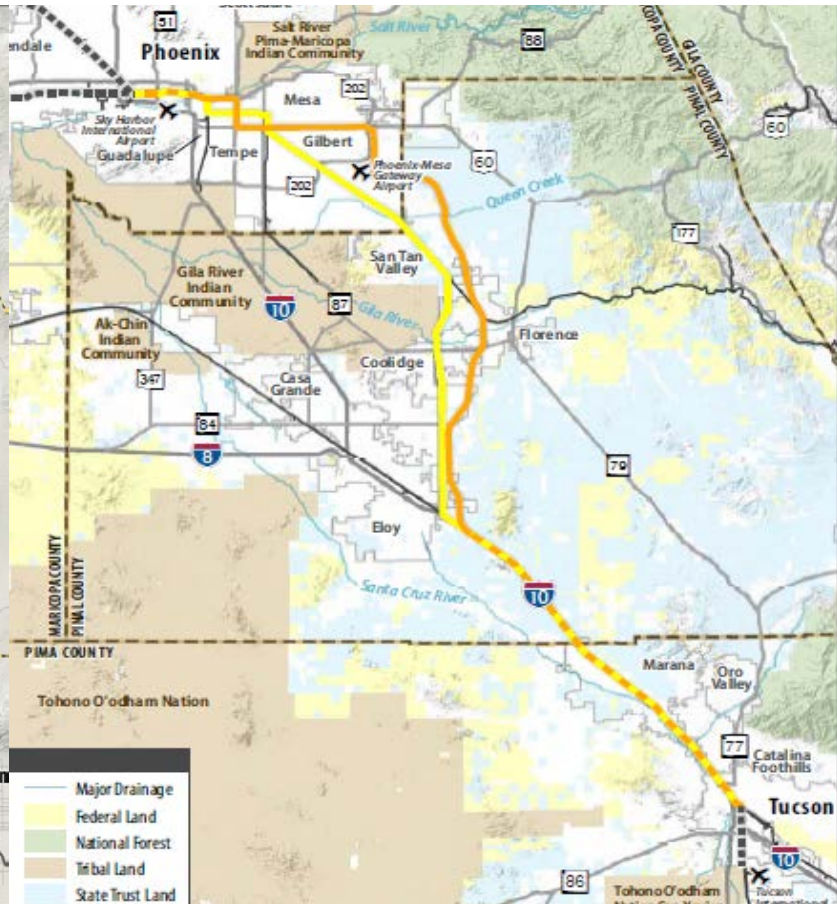 51
Phoenix
Salt River
Pima-Maricopa
Indian Community
Salt River
88
GILA COUNTY
PINAL COUNTY
Mesa
202
Sky Harbor
International
Airport
Guadalupe
Tempe
Gilbert
60
Phoenix-Mesa
Gateway
Airport
60
202
Queen Creek
177
San Tan
Valley
Gila River
Indian
Community
10
87
Gila River
Ak-Chin
Indian
Community
Florence
Coolidge
347
Casa
Grande
84
8
79
Eloy
MARICOPA COUNTY
PINAL COUNTY
Santa Cruz River
10
PIMA COUNTY
Marana
Oro
Valley
Tohono O'odham Nation
77
Catalina
Foothills
Major Drainage
Federal Land
National Forest
Tribal Land
State Trust Land
Tucson
10
86
Tohono O'odham
Tucson